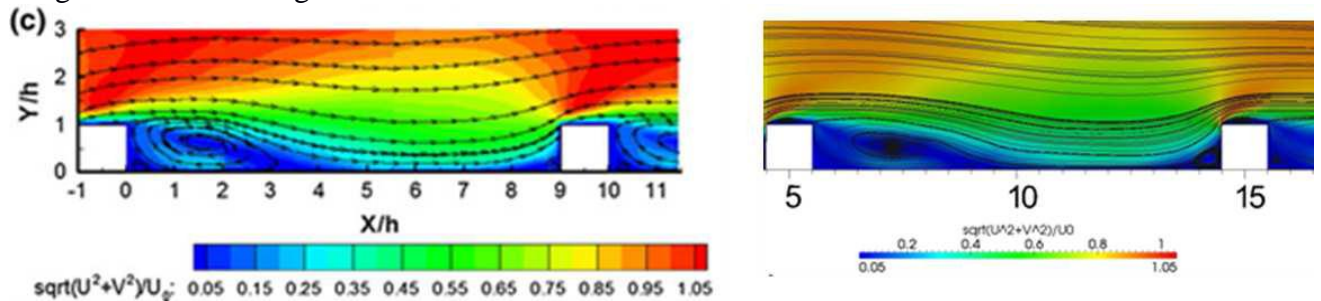 (c)
3
2
1
0
Y/h
-1 0 1 2 3 4 5 6 7 8 9 10 11
X/h
sqrt(U²+V²)/U₀: 0.05 0.15 0.25 0.35 0.45 0.55 0.65 0.75 0.85 0.95 1.05
5 10 15
sqrt(U^2+V^2)/U0
0.2 0.4 0.6 0.8 1
0.05 1.05